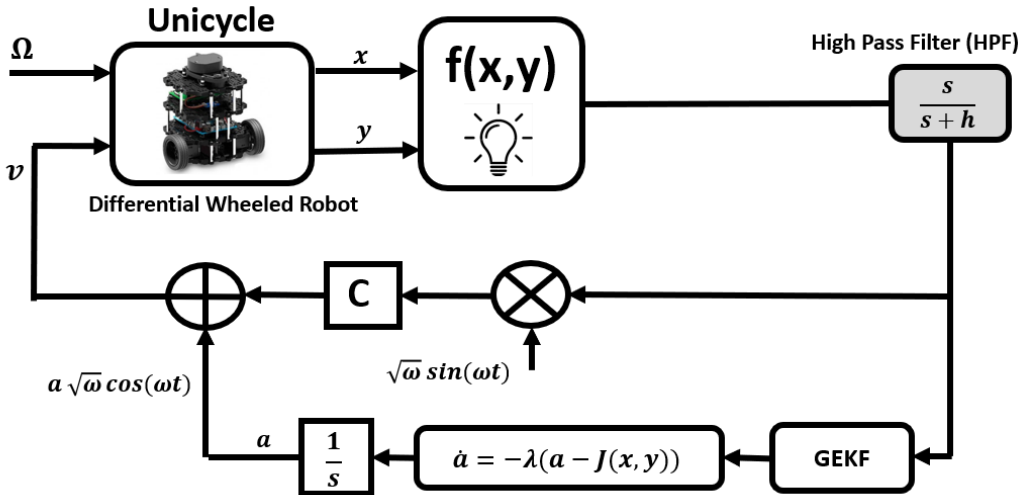 Unicycle
Ω
x
f(x,y)
High Pass Filter (HPF)
s
s + h
y
v
Differential Wheeled Robot
C
a √ω cos(ωt)
√ω sin(ωt)
a
1
s
ȧ = −λ(a − J(x, y))
GEKF